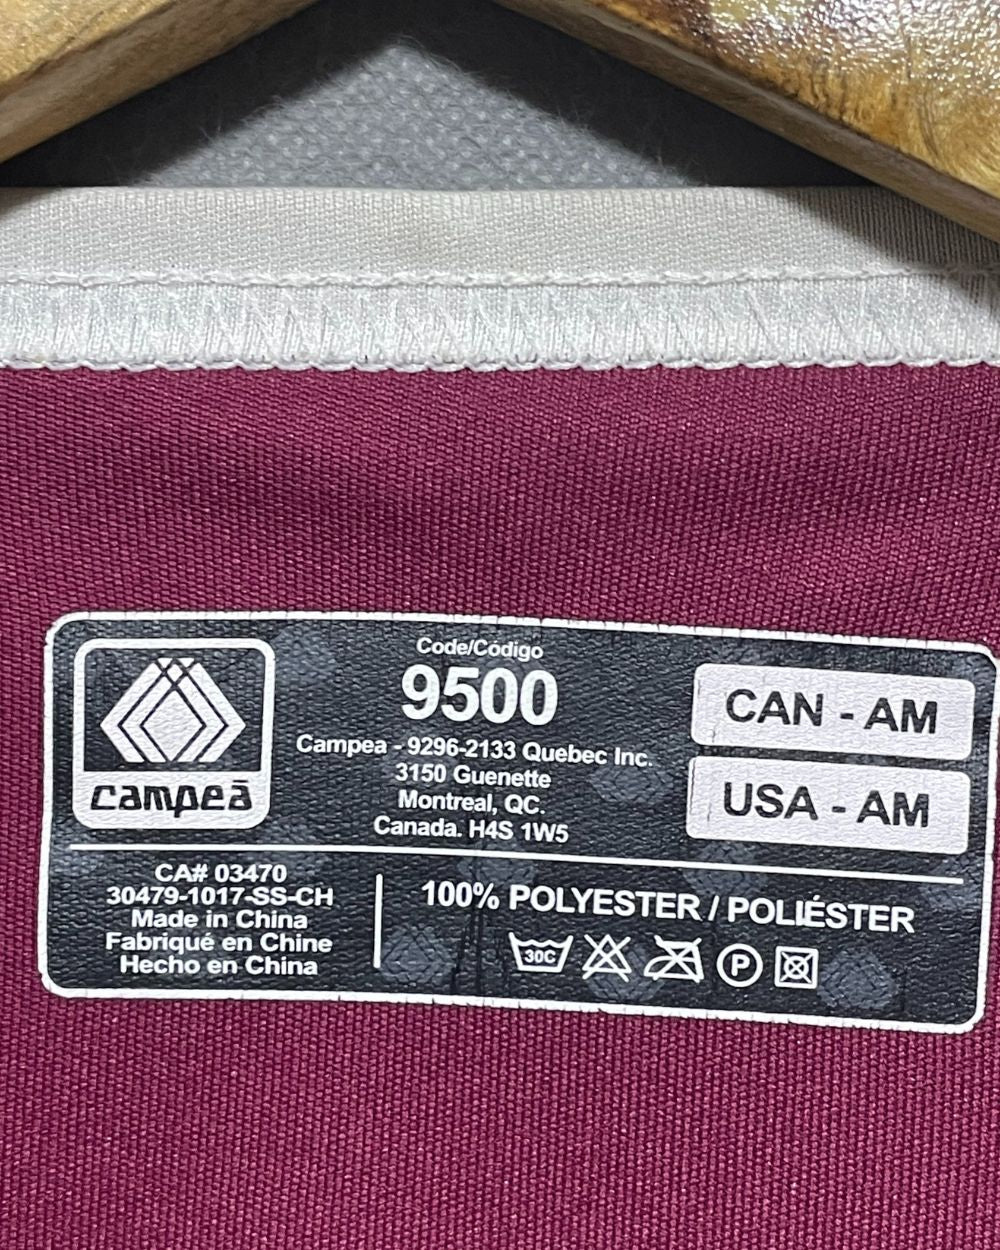 campeā
Code/Código
9500
Campea - 9296-2133 Quebec Inc.
3150 Guenette
Montreal, QC.
Canada. H4S 1W5
CAN - AM
USA - AM
CA# 03470
30479-1017-SS-CH
Made in China
Fabriqué en Chine
Hecho en China
100% POLYESTER / POLIÉSTER
30C
P